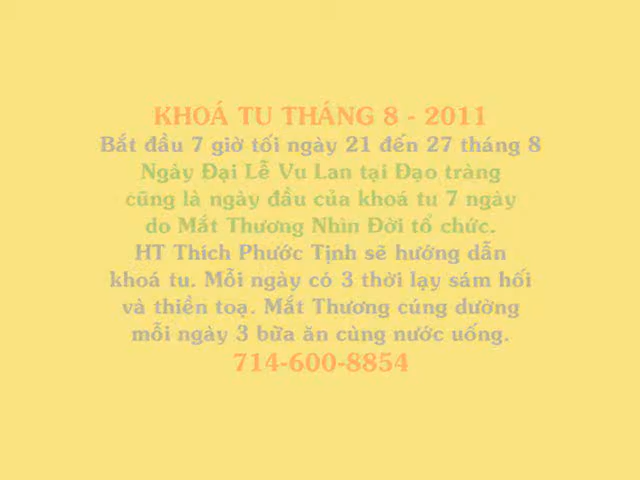 KHOÁ TU THÁNG 8 - 2011
Bắt đầu 7 giờ tối ngày 21 đến 27 tháng 8
Ngày Đại Lễ Vu Lan tại Đạo tràng
cũng là ngày đầu của khoá tu 7 ngày
do Mắt Thương Nhìn Đời tổ chức.
HT Thích Phước Tịnh sẽ hướng dẫn
khoá tu. Mỗi ngày có 3 thời lạy sám hối
và thiền toạ. Mắt Thương cúng dường
mỗi ngày 3 bữa ăn cùng nước uống.
714-600-8854